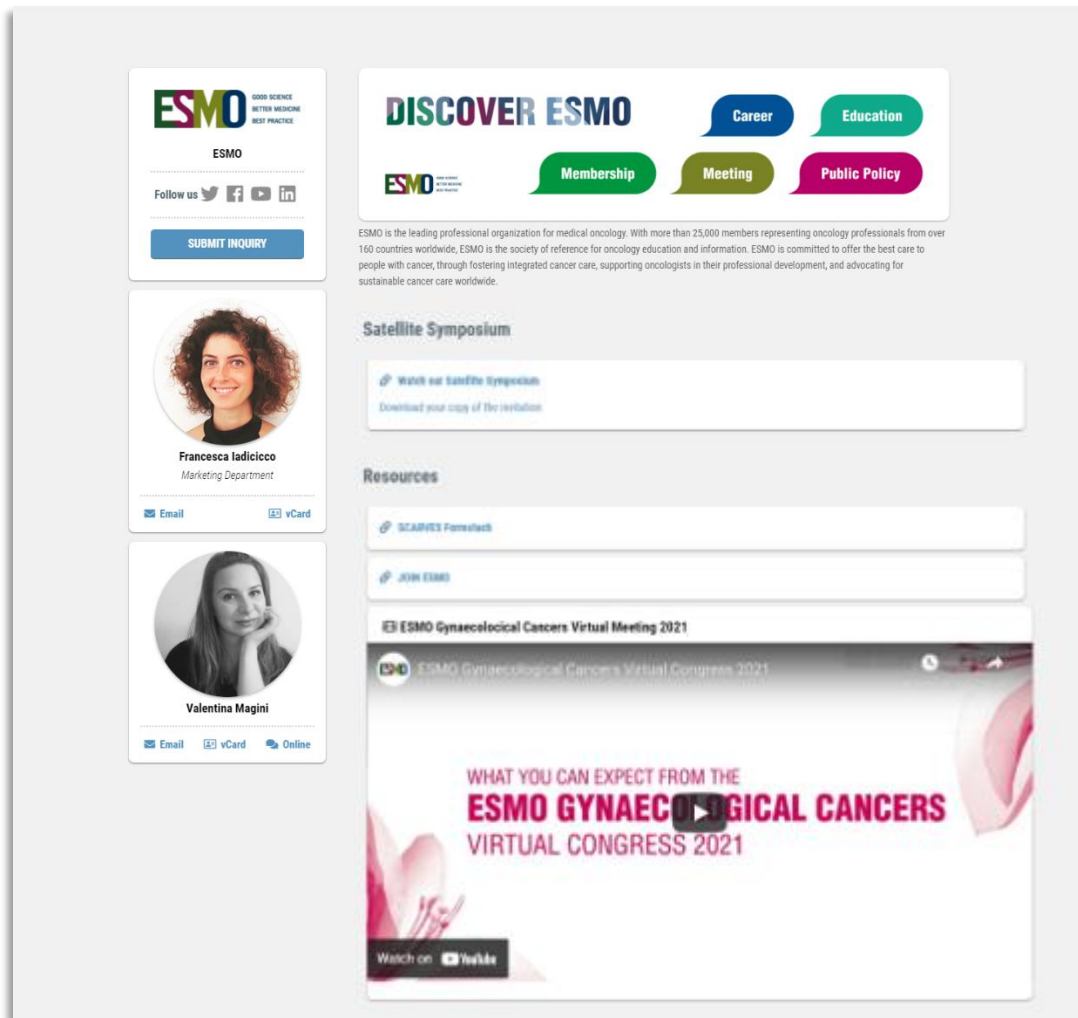 ESMO GOOD SCIENCE
BETTER MEDICINE
BEST PRACTICE
ESMO
Follow us
SUBMIT INQUIRY
Francesca Iadicicco
Marketing Department
Email vCard
Valentina Magini
Email vCard Online
DISCOVER ESMO
Career Education
ESMO
Membership Meeting Public Policy
ESMO is the leading professional organization for medical oncology. With more than 25,000 members representing oncology professionals from over
160 countries worldwide, ESMO is the society of reference for oncology education and information. ESMO is committed to offer the best care to
people with cancer, through fostering integrated cancer care, supporting oncologists in their professional development, and advocating for
sustainable cancer care worldwide.
Satellite Symposium
Watch our Satellite Symposium
Download your copy of the invitation
Resources
SCARVES
JOIN ESMO
ESMO Gynaecolocical Cancers Virtual Meeting 2021
ESMO ESMO Gynaecological Cancers Virtual Congress 2021
WHAT YOU CAN EXPECT FROM THE
ESMO GYNAECOLOGICAL CANCERS
VIRTUAL CONGRESS 2021
Watch on YouTube